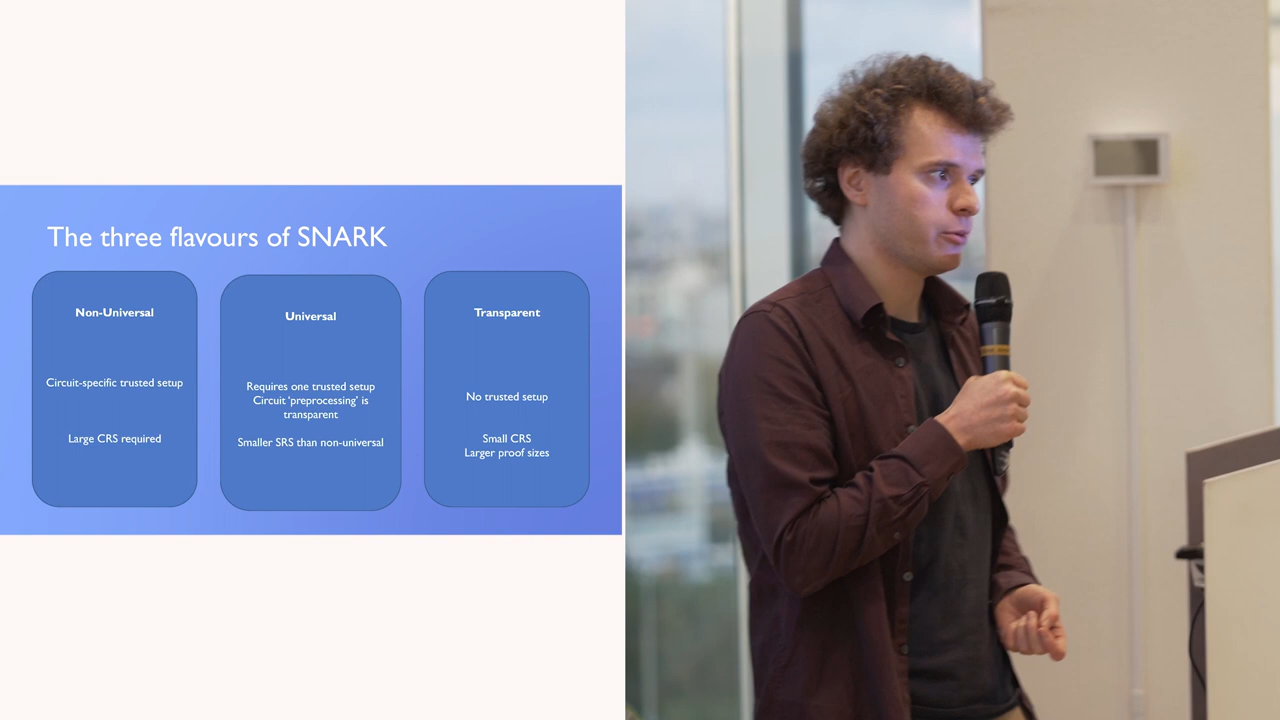 The three flavours of SNARK
Non-Universal
Circuit-specific trusted setup
Large CRS required
Universal
Requires one trusted setup
Circuit ‘preprocessing’ is
transparent
Smaller SRS than non-universal
Transparent
No trusted setup
Small CRS
Larger proof sizes